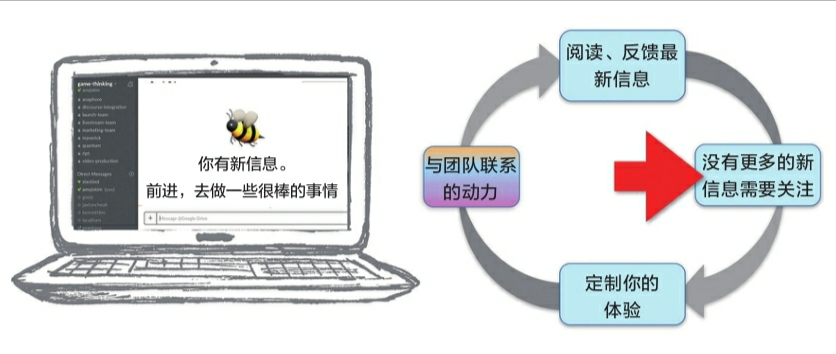 game-thinking
anaphora
discourse-integration
launch-team
livestream-team
marketing-team
maverick
quantum
rypl
video-production
Direct Messages
slackbot
你有新信息。
前进，去做一些很棒的事情
Message @Google Drive
阅读、反馈最
新信息
与团队联系
的动力
没有更多的新
信息需要关注
定制你的
体验